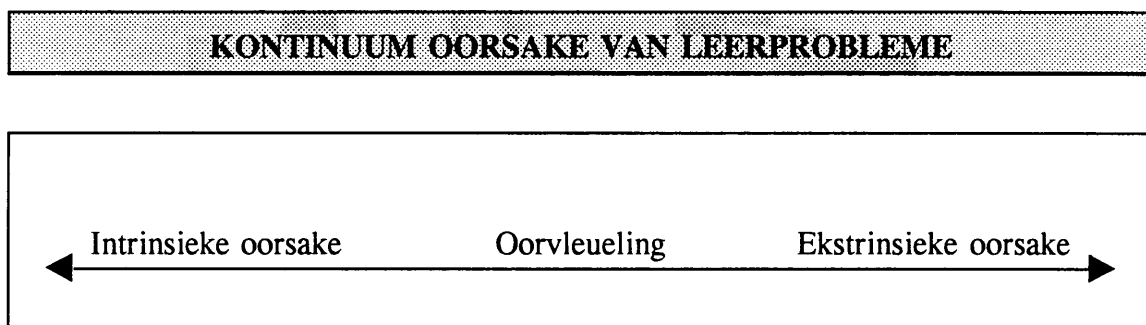 KONTINUUM OORSAKE VAN LEERPROBLEME
Intrinsieke oorsake Oorvleueling Ekstrinsieke oorsake